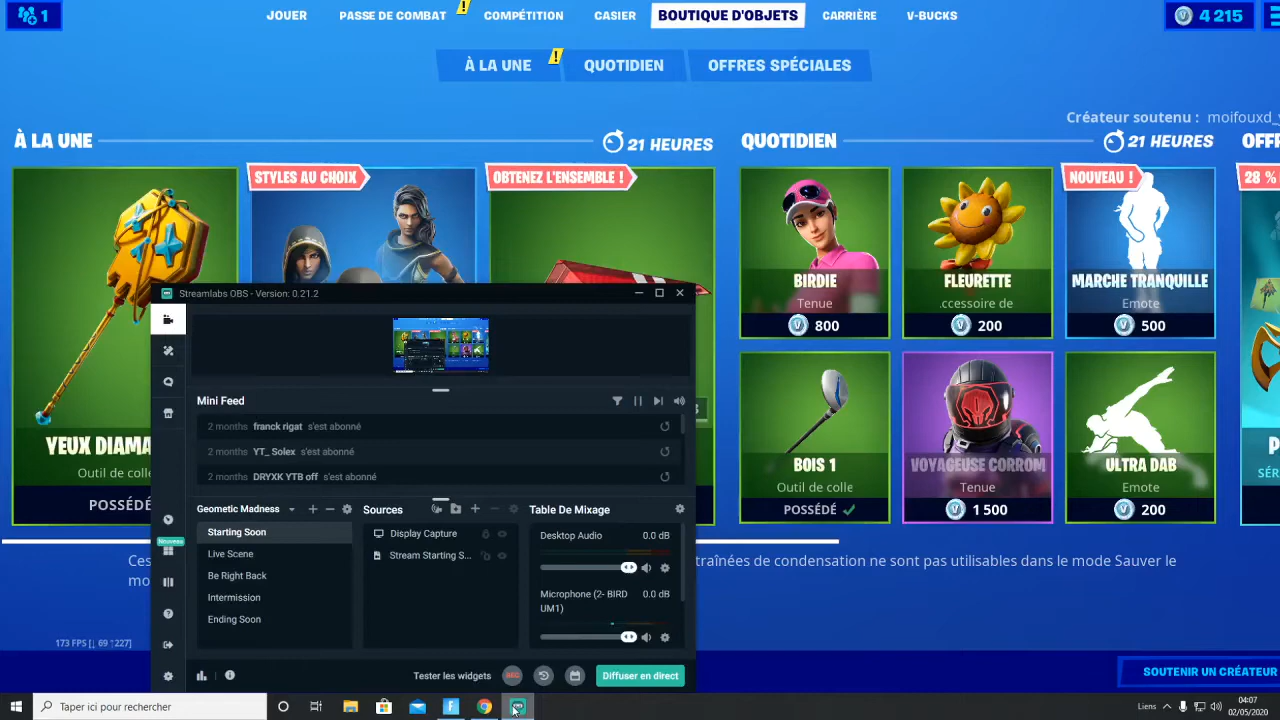 1
JOUER
PASSE DE COMBAT
!
COMPÉTITION
CASIER
BOUTIQUE D'OBJETS
CARRIÈRE
V-BUCKS
4 215
À LA UNE
!
QUOTIDIEN
OFFRES SPÉCIALES
Créateur soutenu : moifouxd_
À LA UNE
21 HEURES
QUOTIDIEN
21 HEURES
STYLES AU CHOIX
OBTENEZ L'ENSEMBLE !
NOUVEAU !
28 %
BIRDIE
Tenue
800
FLEURETTE
ccessoire de
200
MARCHE TRANQUILLE
Emote
500
YEUX DIAMA
Outil de colle
POSSÉDÉ
BOIS 1
Outil de colle
POSSÉDÉ
VOYAGEUSE CORROM
Tenue
1 500
ULTRA DAB
Emote
200
Streamlabs OBS - Version: 0.21.2
Mini Feed
2 months franck rigat s'est abonné
2 months YT_ Solex s'est abonné
2 months DRYXK YTB off s'est abonné
Geometic Madness
Starting Soon
Live Scene
Be Right Back
Intermission
Ending Soon
Sources
Display Capture
Stream Starting S...
Table De Mixage
Desktop Audio 0.0 dB
Microphone (2- BIRD 0.0 dB
UM1)
Nouveau
Tester les widgets
REC
Diffuser en direct
Ces
traînées de condensation ne sont pas utilisables dans le mode Sauver le
mo
173 FPS [↓ 69 ↑227]
SOUTENIR UN CRÉATEUR
Taper ici pour rechercher
Liens
04:07
02/05/2020